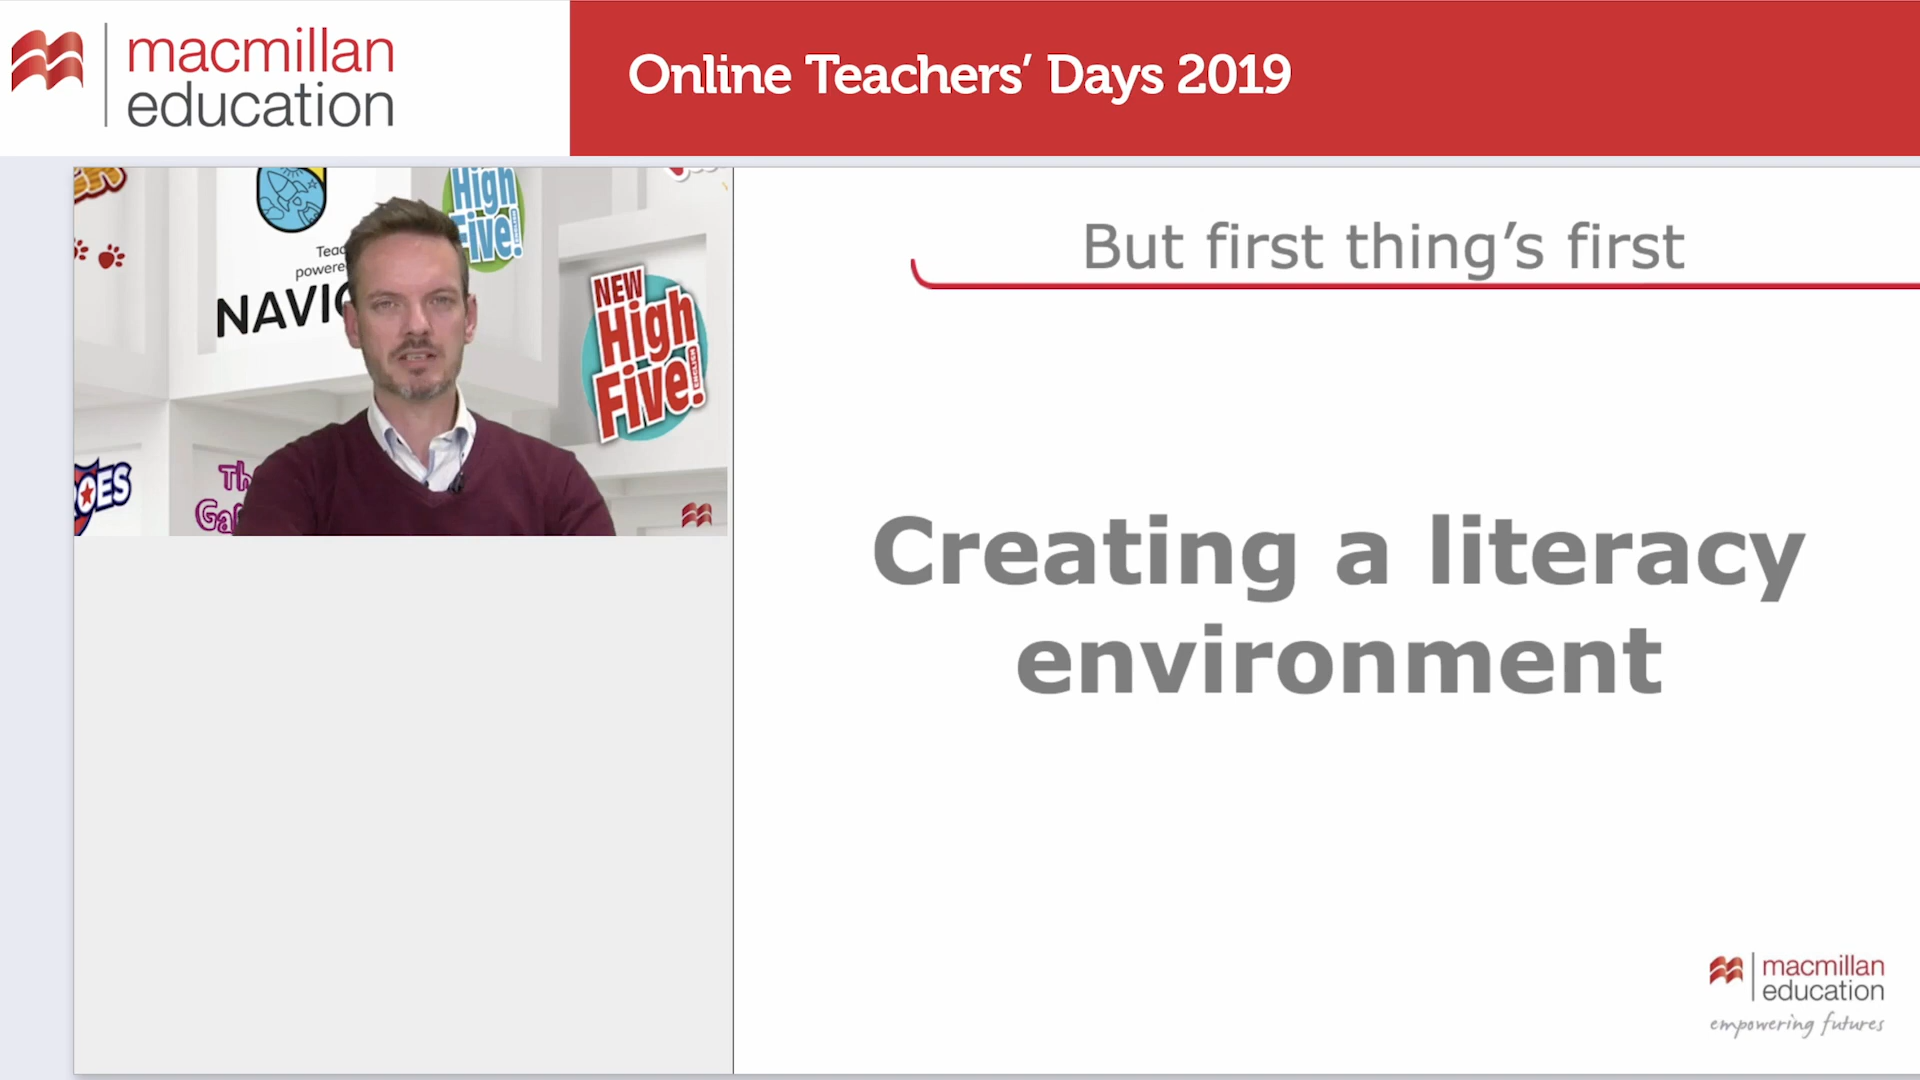 macmillan
education
Online Teachers’ Days 2019
High
Five!
NEW
High
Five!
ENGLISH
But first thing’s first
Creating a literacy
environment
macmillan
education
empowering futures